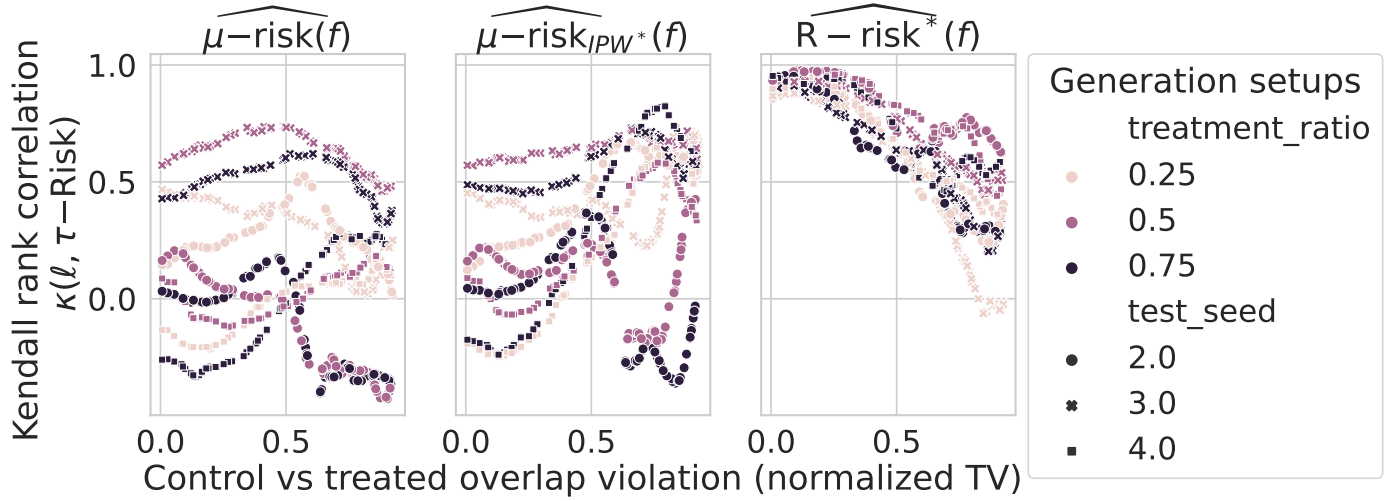 μ−risk(f)
μ−risk_{IPW*}(f)
R − risk*(f)
Kendall rank correlation
κ(ℓ, τ−Risk)
1.0
0.5
0.0
0.0 0.5
0.0 0.5
0.0 0.5
Control vs treated overlap violation (normalized TV)
Generation setups
treatment_ratio
0.25
0.5
0.75
test_seed
2.0
3.0
4.0